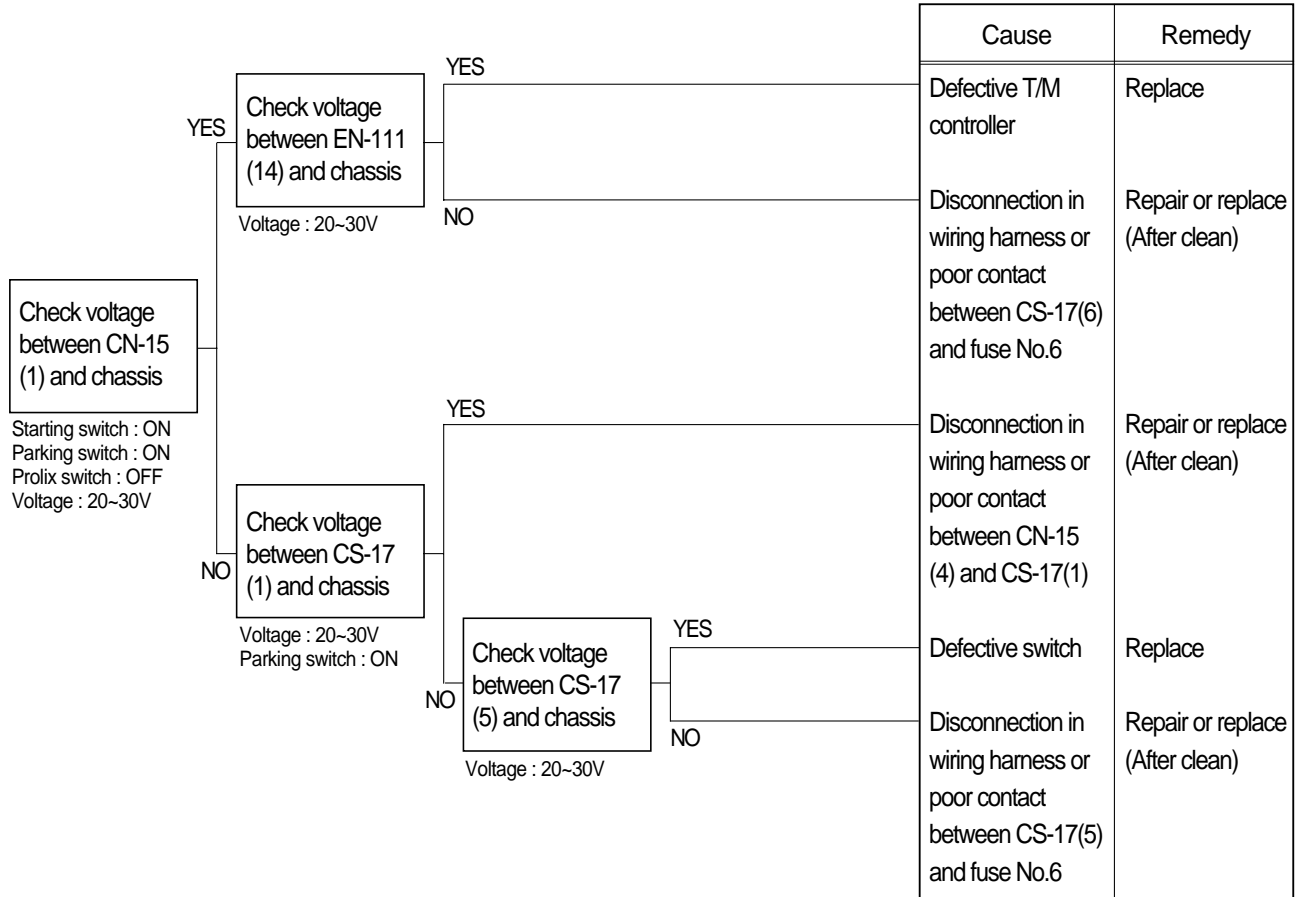 Cause
Remedy
YES
Defective T/M
controller
Replace
Check voltage
between EN-111
(14) and chassis
YES
Voltage : 20~30V
NO
Disconnection in
wiring harness or
poor contact
between CS-17(6)
and fuse No.6
Repair or replace
(After clean)
Check voltage
between CN-15
(1) and chassis
Starting switch : ON
Parking switch : ON
Prolix switch : OFF
Voltage : 20~30V
YES
Disconnection in
wiring harness or
poor contact
between CN-15
(4) and CS-17(1)
Repair or replace
(After clean)
Check voltage
between CS-17
(1) and chassis
NO
Voltage : 20~30V
Parking switch : ON
YES
Defective switch
Replace
Check voltage
between CS-17
(5) and chassis
NO
Voltage : 20~30V
NO
Disconnection in
wiring harness or
poor contact
between CS-17(5)
and fuse No.6
Repair or replace
(After clean)